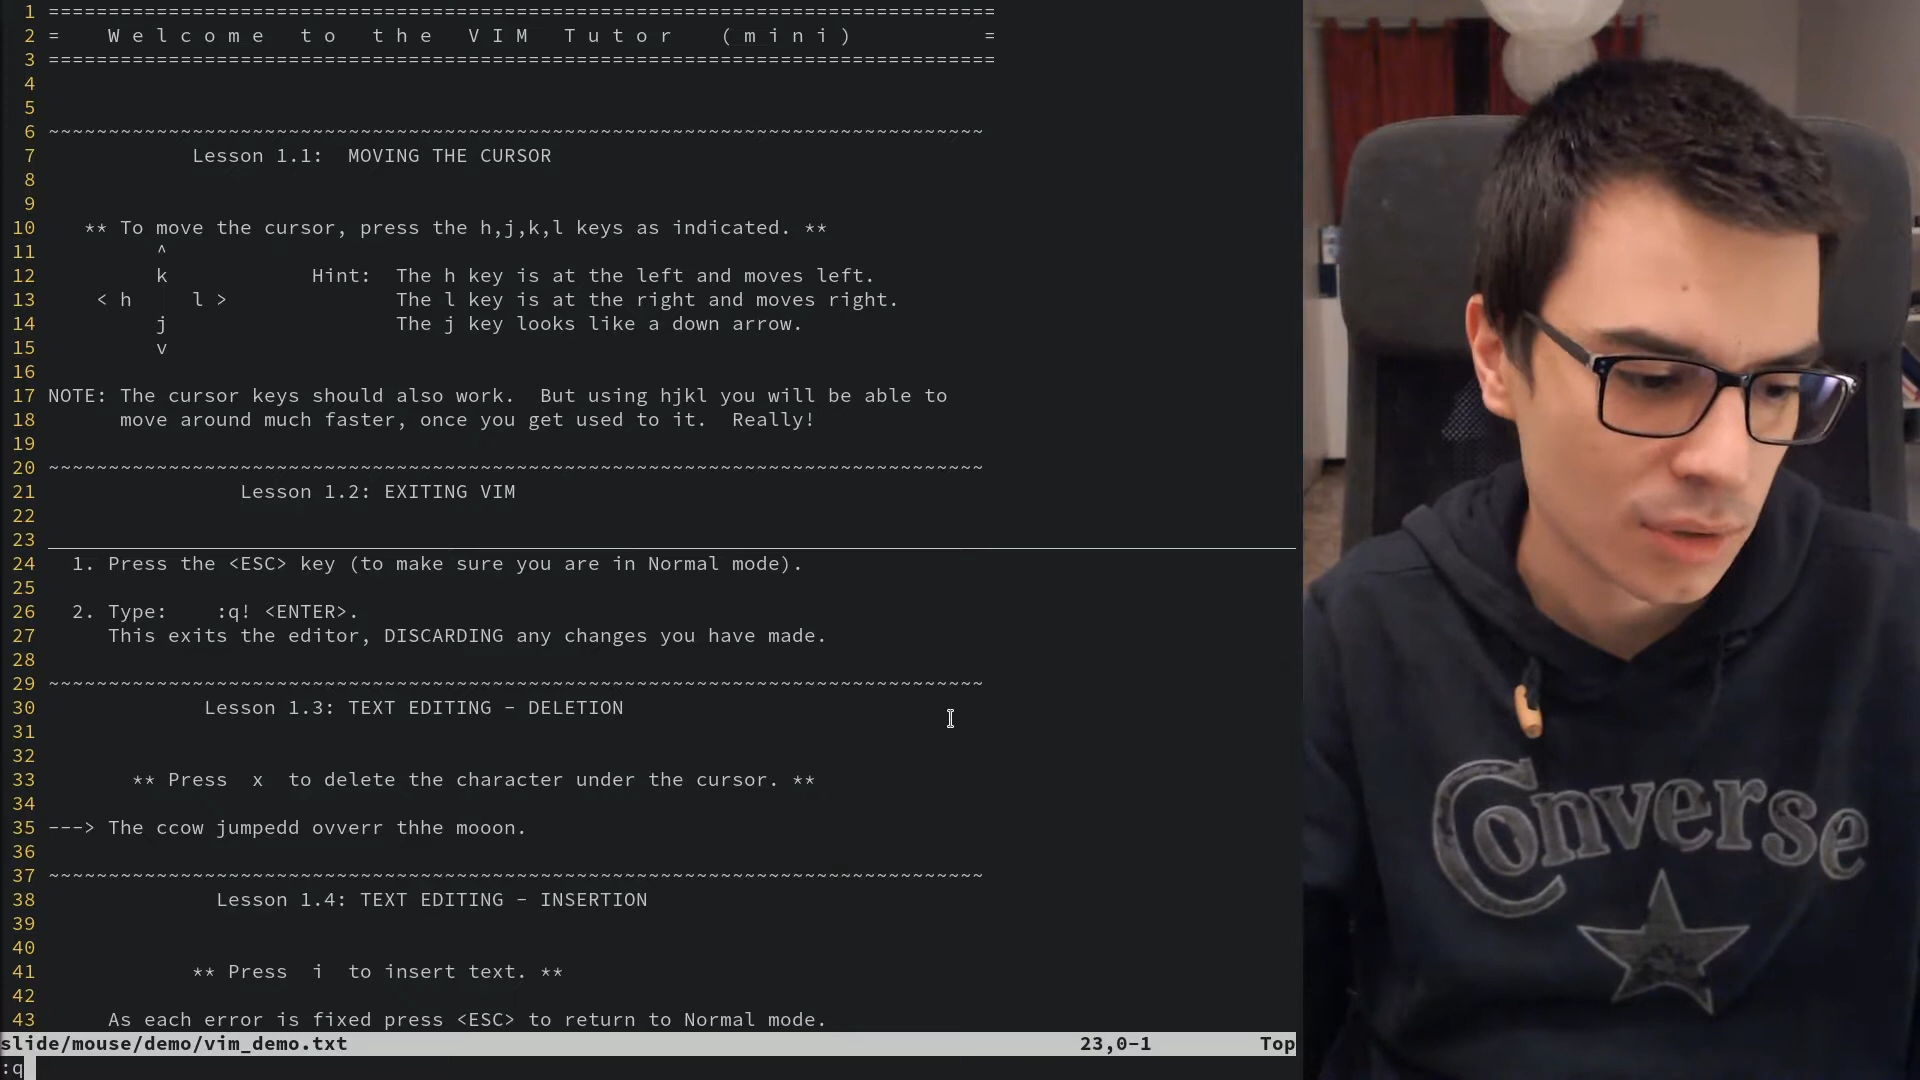 1 ===============================================================================
2 =    W e l c o m e   t o   t h e   V I M   T u t o r    ( m i n i )           =
3 ===============================================================================
4
5
6 ~~~~~~~~~~~~~~~~~~~~~~~~~~~~~~~~~~~~~~~~~~~~~~~~~~~~~~~~~~~~~~~~~~~~~~~~~~~~~~
7             Lesson 1.1:  MOVING THE CURSOR
8
9
10    ** To move the cursor, press the h,j,k,l keys as indicated. **
11          ^
12          k            Hint:  The h key is at the left and moves left.
13     < h     l >              The l key is at the right and moves right.
14          j                   The j key looks like a down arrow.
15          v
16
17 NOTE: The cursor keys should also work.  But using hjkl you will be able to
18       move around much faster, once you get used to it.  Really!
19
20 ~~~~~~~~~~~~~~~~~~~~~~~~~~~~~~~~~~~~~~~~~~~~~~~~~~~~~~~~~~~~~~~~~~~~~~~~~~~~~~
21                 Lesson 1.2: EXITING VIM
22
23
24   1. Press the <ESC> key (to make sure you are in Normal mode).
25
26   2. Type:    :q! <ENTER>.
27      This exits the editor, DISCARDING any changes you have made.
28
29 ~~~~~~~~~~~~~~~~~~~~~~~~~~~~~~~~~~~~~~~~~~~~~~~~~~~~~~~~~~~~~~~~~~~~~~~~~~~~~~
30              Lesson 1.3: TEXT EDITING - DELETION
31
32
33        ** Press  x  to delete the character under the cursor. **
34
35 ---> The ccow jumpedd ovverr thhe mooon.
36
37 ~~~~~~~~~~~~~~~~~~~~~~~~~~~~~~~~~~~~~~~~~~~~~~~~~~~~~~~~~~~~~~~~~~~~~~~~~~~~~~
38               Lesson 1.4: TEXT EDITING - INSERTION
39
40
41             ** Press  i  to insert text. **
42
43      As each error is fixed press <ESC> to return to Normal mode.
slide/mouse/demo/vim_demo.txt 23,0-1 Top
:q
Converse